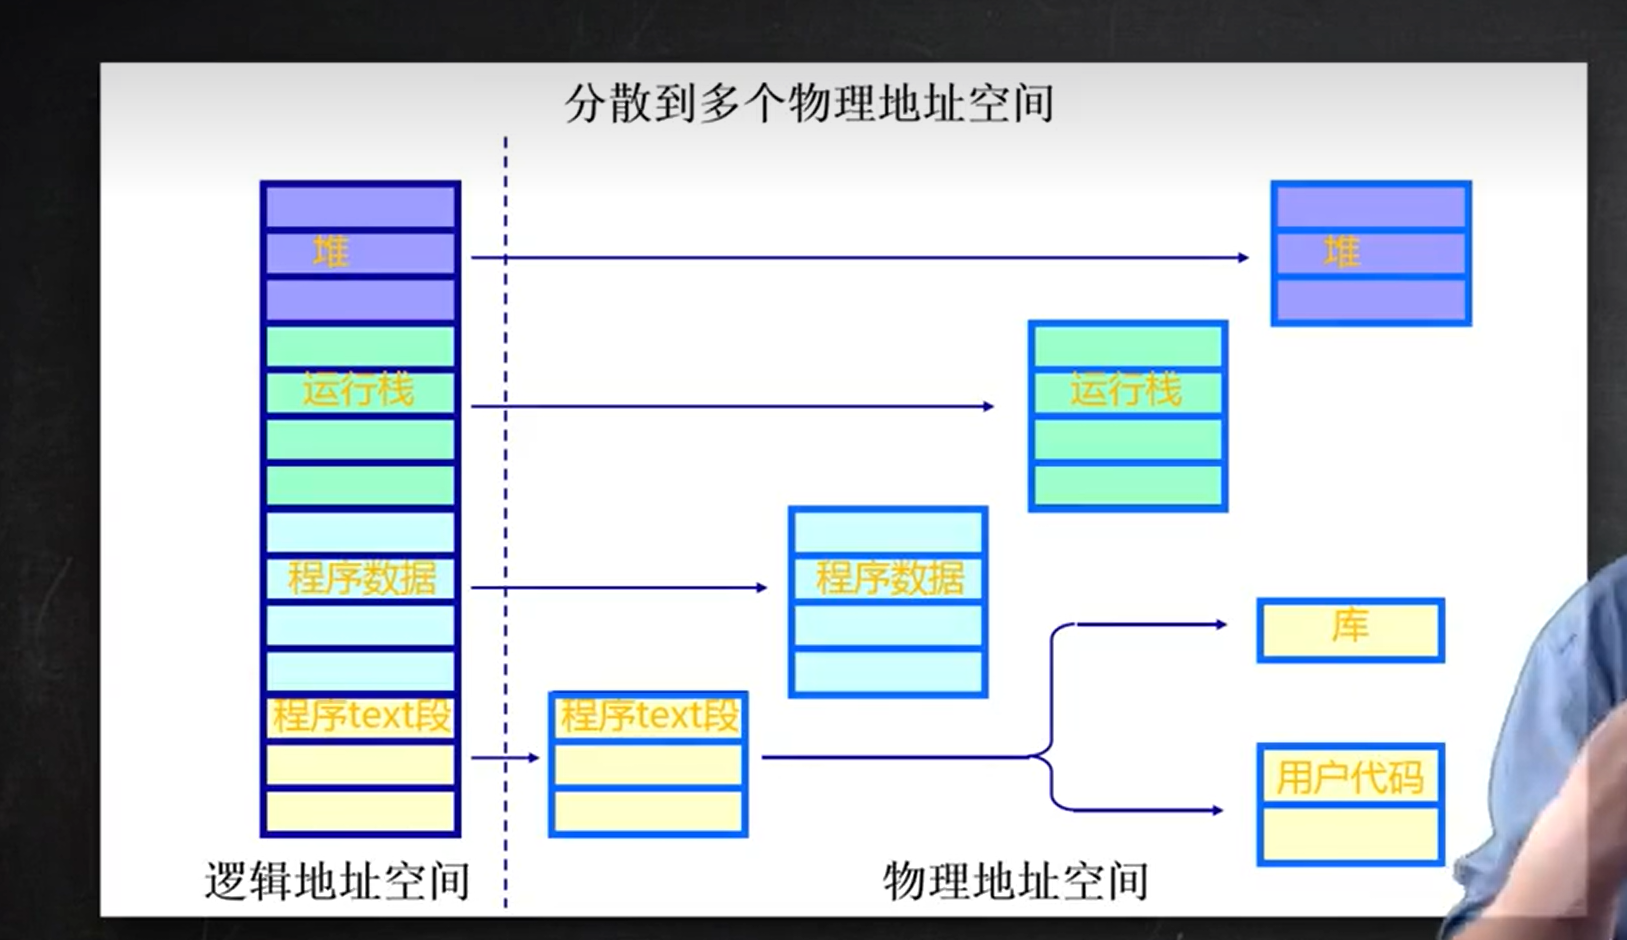 分散到多个物理地址空间
堆
堆
运行栈
运行栈
程序数据
程序数据
库
程序text段
程序text段
用户代码
逻辑地址空间
物理地址空间